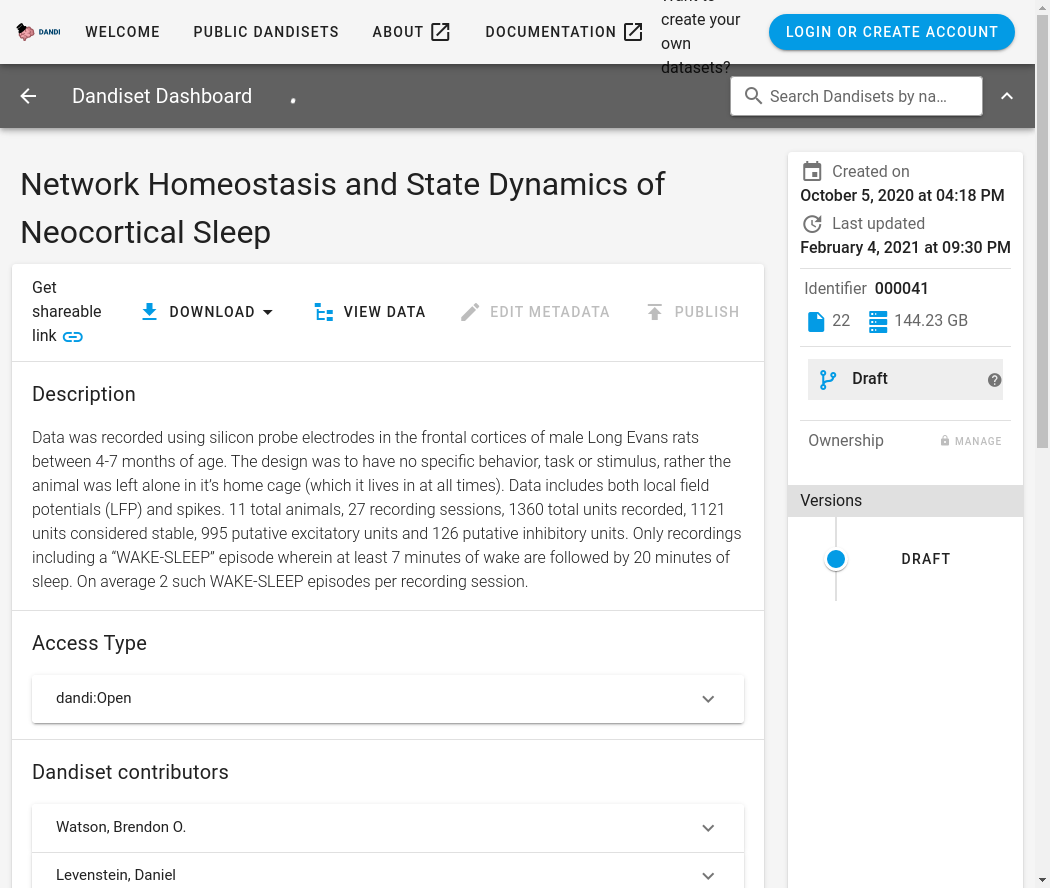 DANDI
WELCOME
PUBLIC DANDISETS
ABOUT
DOCUMENTATION
create your
own
datasets?
LOGIN OR CREATE ACCOUNT
Dandiset Dashboard
Search Dandisets by na...
Network Homeostasis and State Dynamics of
Neocortical Sleep
Get
shareable
link
DOWNLOAD
VIEW DATA
EDIT METADATA
PUBLISH
Description
Data was recorded using silicon probe electrodes in the frontal cortices of male Long Evans rats
between 4-7 months of age. The design was to have no specific behavior, task or stimulus, rather the
animal was left alone in it’s home cage (which it lives in at all times). Data includes both local field
potentials (LFP) and spikes. 11 total animals, 27 recording sessions, 1360 total units recorded, 1121
units considered stable, 995 putative excitatory units and 126 putative inhibitory units. Only recordings
including a “WAKE-SLEEP” episode wherein at least 7 minutes of wake are followed by 20 minutes of
sleep. On average 2 such WAKE-SLEEP episodes per recording session.
Access Type
dandi:Open
Dandiset contributors
Watson, Brendon O.
Levenstein, Daniel
Created on
October 5, 2020 at 04:18 PM
Last updated
February 4, 2021 at 09:30 PM
Identifier 000041
22 144.23 GB
Draft
Ownership
MANAGE
Versions
DRAFT